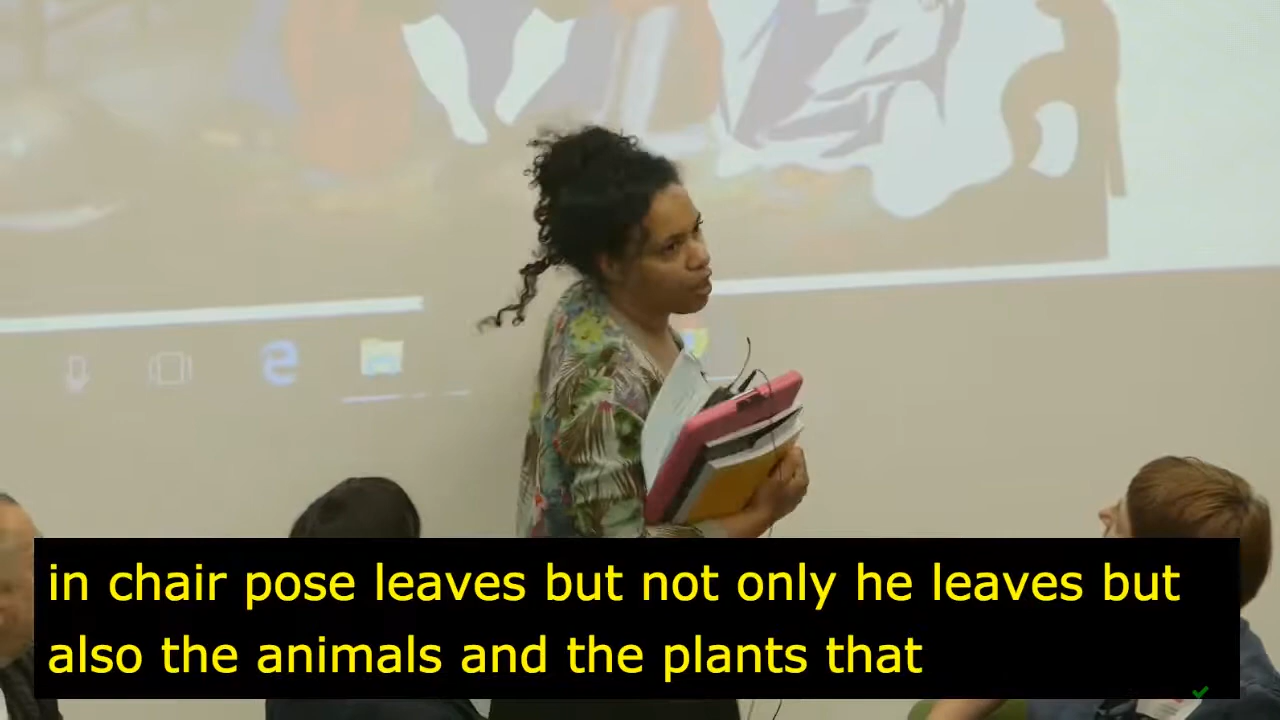 in chair pose leaves but not only he leaves but
also the animals and the plants that